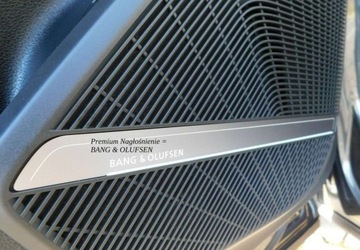 Premium Nagłośnienie =
BANG & OLUFSEN
BANG & OLUFSEN